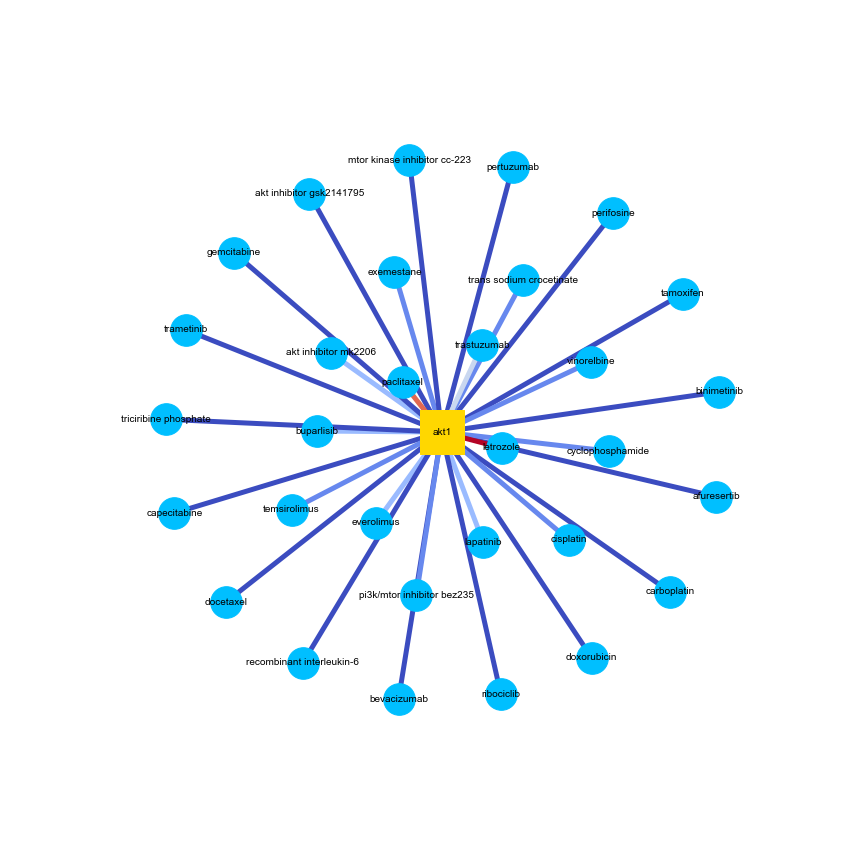 mtor kinase inhibitor cc-223
pertuzumab
akt inhibitor gsk2141795
perifosine
gemcitabine
exemestane
trans sodium crocetinate
tamoxifen
trametinib
akt inhibitor mk2206
trastuzumab
vinorelbine
paclitaxel
binimetinib
triciribine phosphate
buparlisib
akt1
letrozole
cyclophosphamide
afuresertib
capecitabine
temsirolimus
everolimus
lapatinib
cisplatin
docetaxel
pi3k/mtor inhibitor bez235
carboplatin
recombinant interleukin-6
doxorubicin
bevacizumab
ribociclib